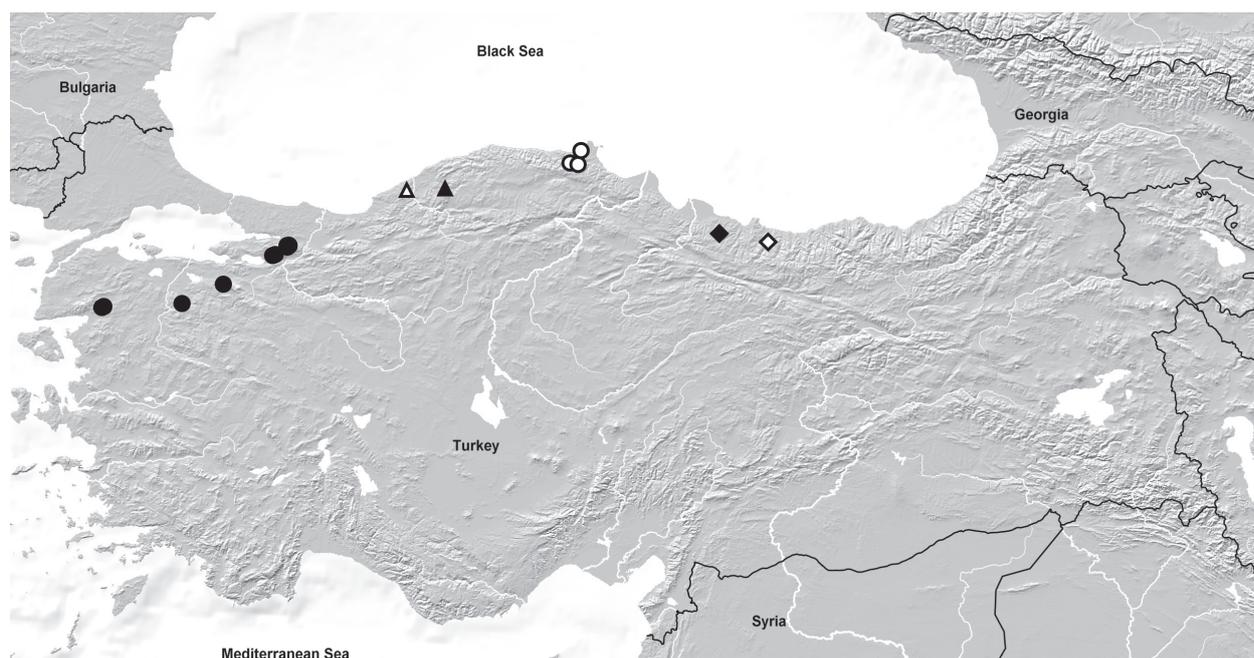 Black Sea
Bulgaria
Georgia
Turkey
Syria
Mediterranean Sea